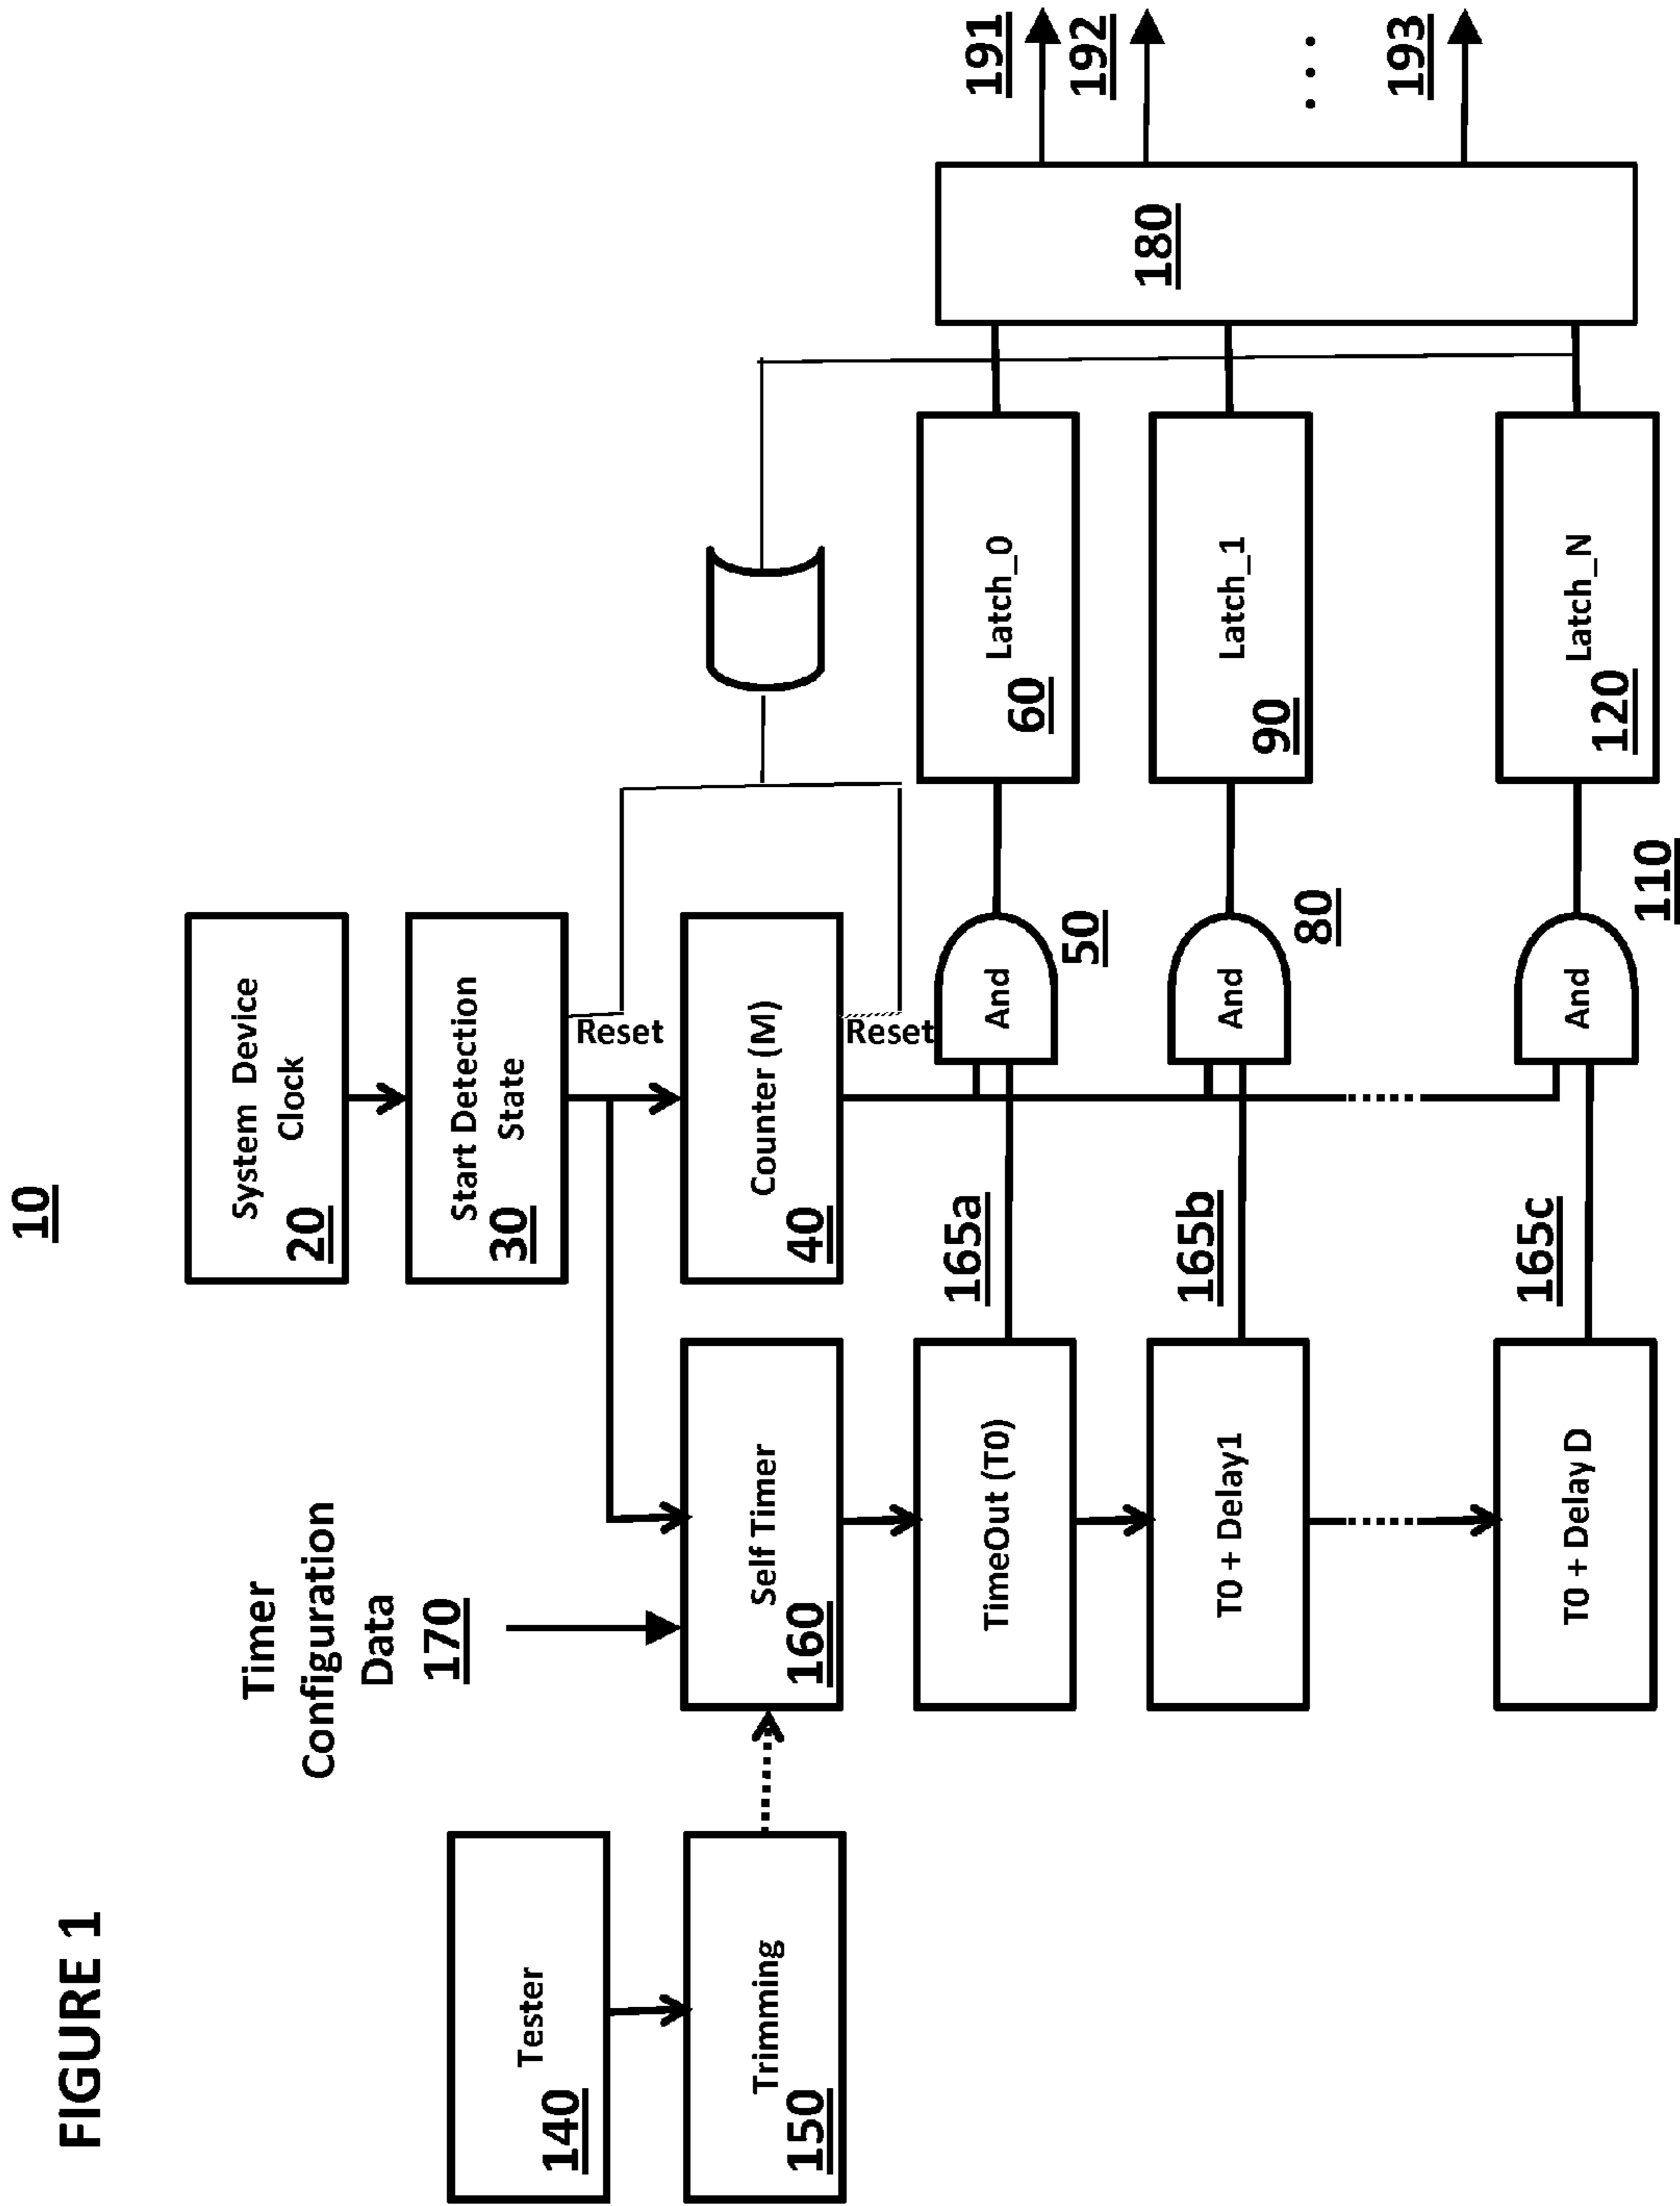 FIGURE 1
10
Timer
Configuration
Data
170
System Device
Clock
20
Tester
140
Start Detection
State
30
Reset
Trimming
150
Self Timer
160
Counter (M)
40
Reset
TimeOut (T0)
165a
And
50
Latch_0
60
T0 + Delay1
165b
And
80
Latch_1
90
T0 + Delay D
165c
And
110
Latch_N
120
180
191
192
...
193